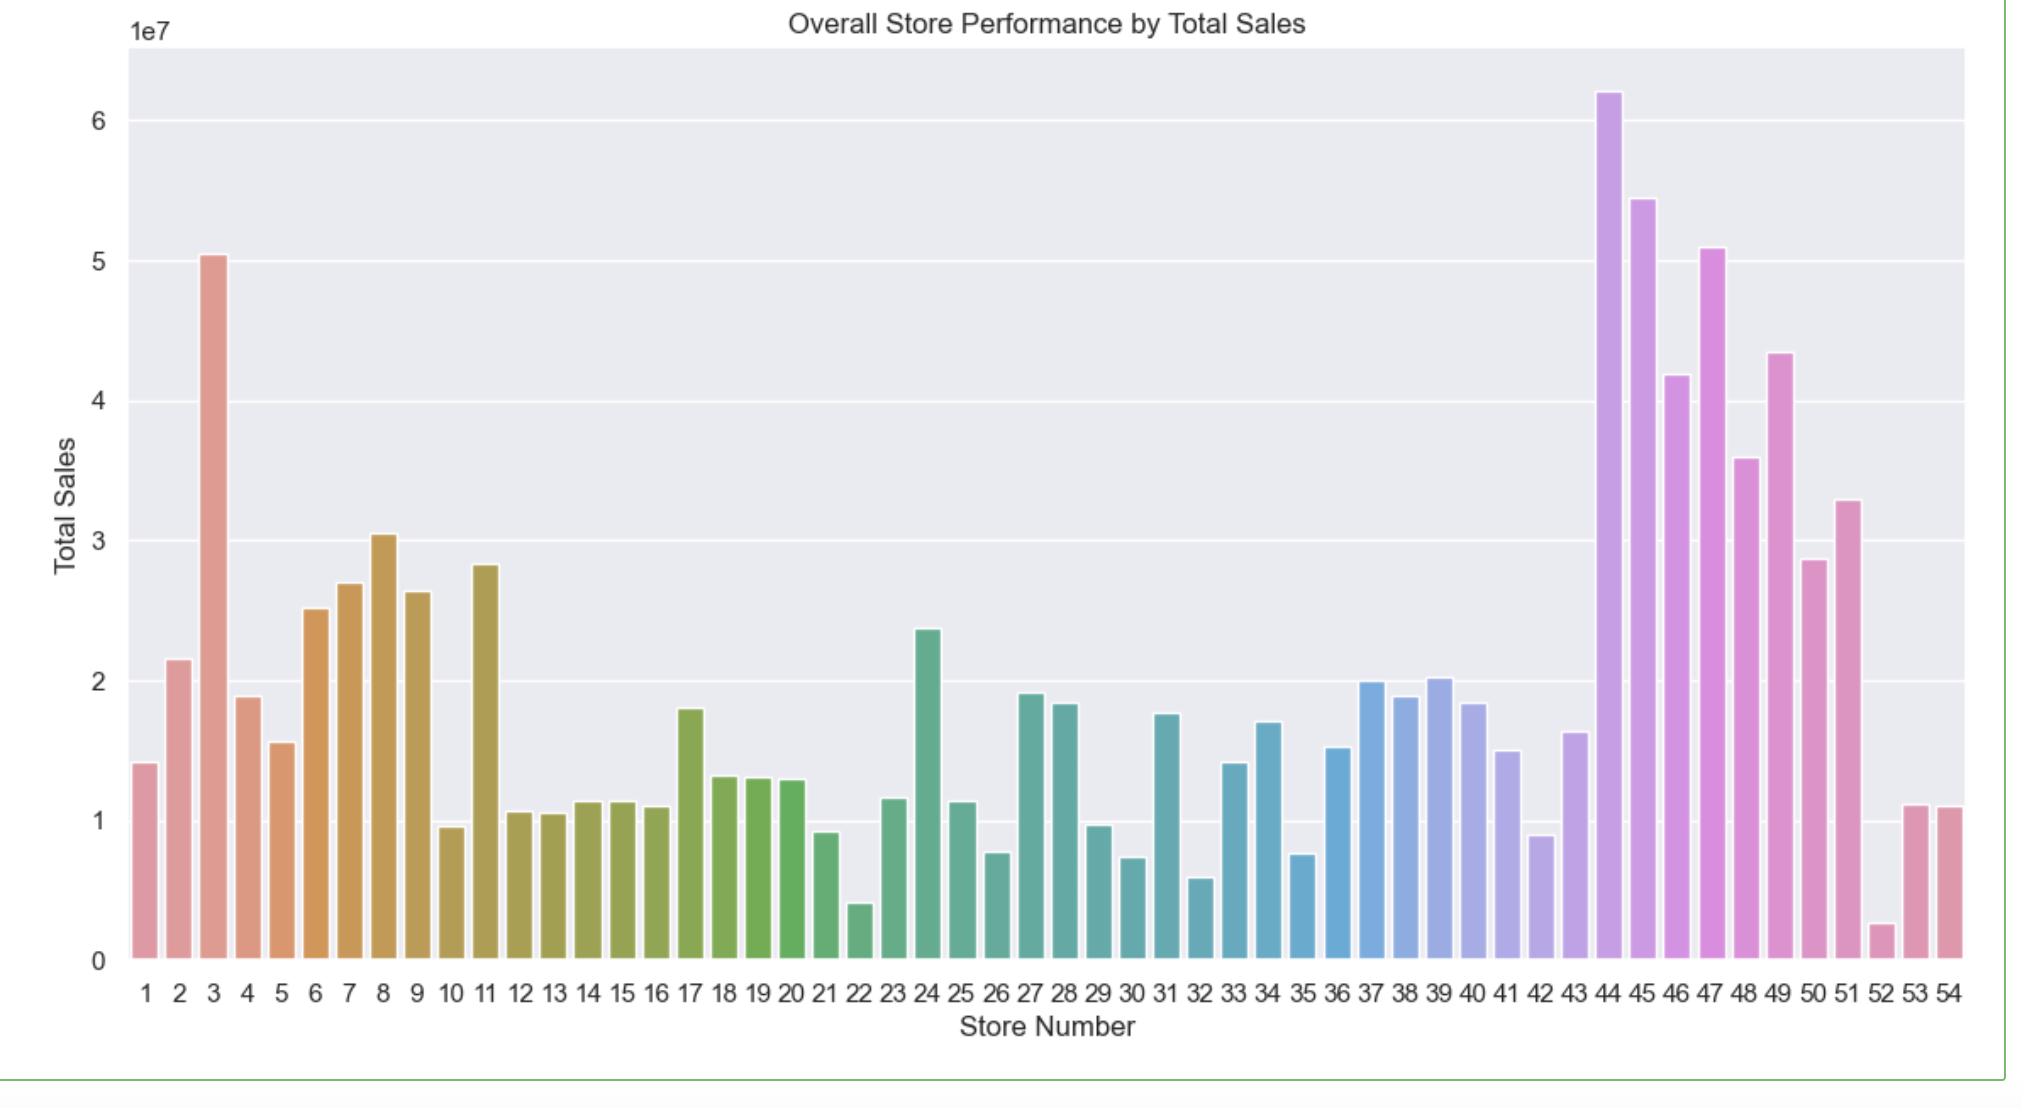 Overall Store Performance by Total Sales
1e7
6
5
4
3
2
1
0
Total Sales
1 2 3 4 5 6 7 8 9 10 11 12 13 14 15 16 17 18 19 20 21 22 23 24 25 26 27 28 29 30 31 32 33 34 35 36 37 38 39 40 41 42 43 44 45 46 47 48 49 50 51 52 53 54
Store Number